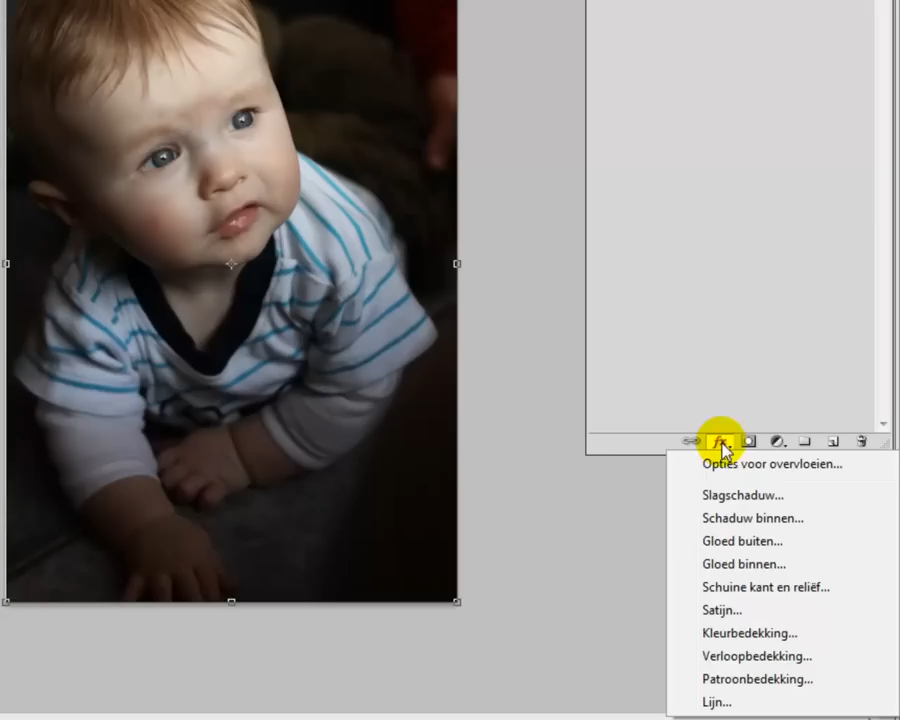 fx
Opties voor overvloeien...
Slagschaduw...
Schaduw binnen...
Gloed buiten...
Gloed binnen...
Schuine kant en reliëf...
Satijn...
Kleurbedekking...
Verloopbedekking...
Patroonbedekking...
Lijn...